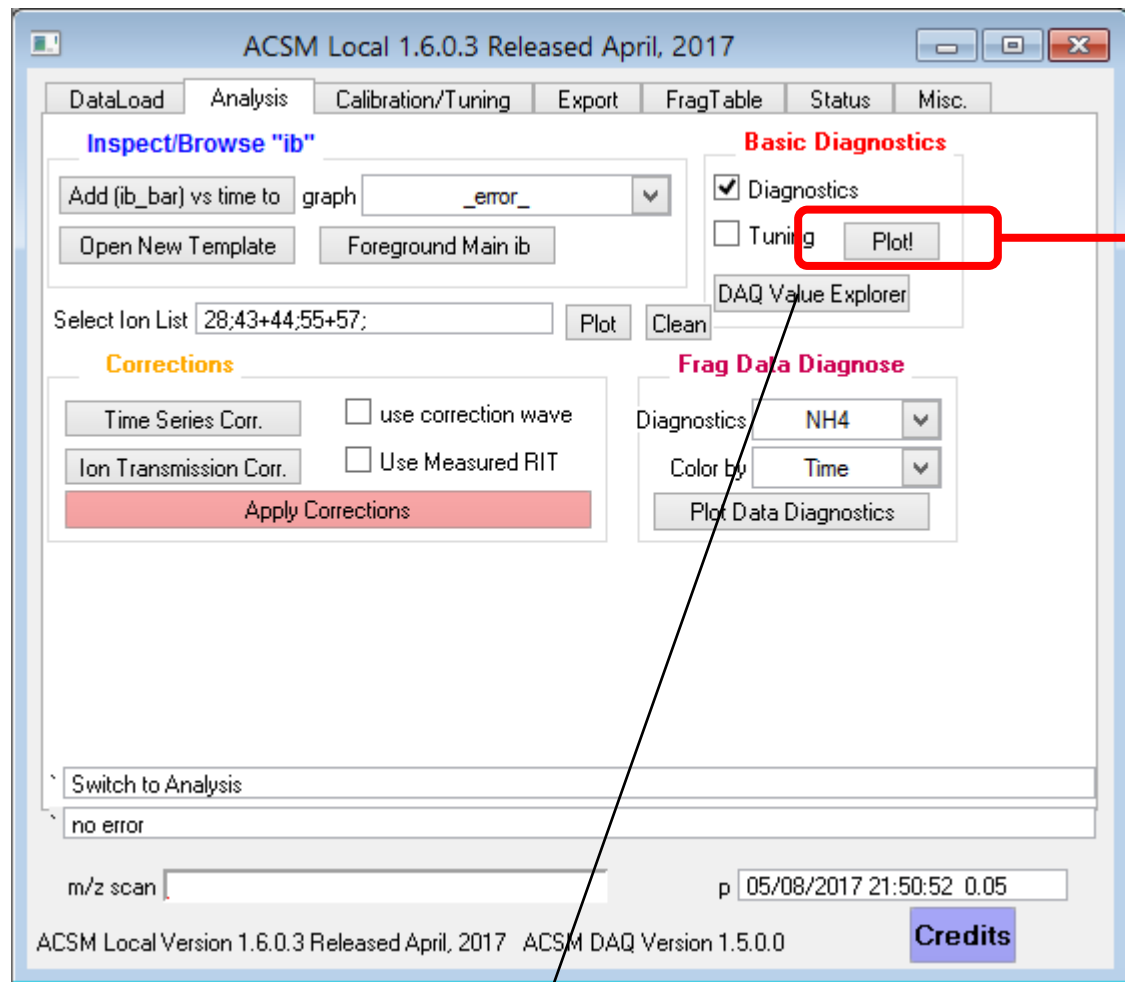 ACSM Local 1.6.0.3 Released April, 2017
DataLoad Analysis Calibration/Tuning Export FragTable Status Misc.
Inspect/Browse "ib"
Basic Diagnostics
Add (ib_bar) vs time to graph _error_
Diagnostics
Open New Template Foreground Main ib
Tuning Plot!
DAQ Value Explorer
Select Ion List 28;43+44;55+57; Plot Clean
Corrections
Frag Data Diagnose
Time Series Corr. use correction wave
Diagnostics NH4
Ion Transmission Corr. Use Measured RIT
Color by Time
Apply Corrections
Plot Data Diagnostics
` Switch to Analysis
` no error
m/z scan p 05/08/2017 21:50:52 0.05
ACSM Local Version 1.6.0.3 Released April, 2017 ACSM DAQ Version 1.5.0.0
Credits